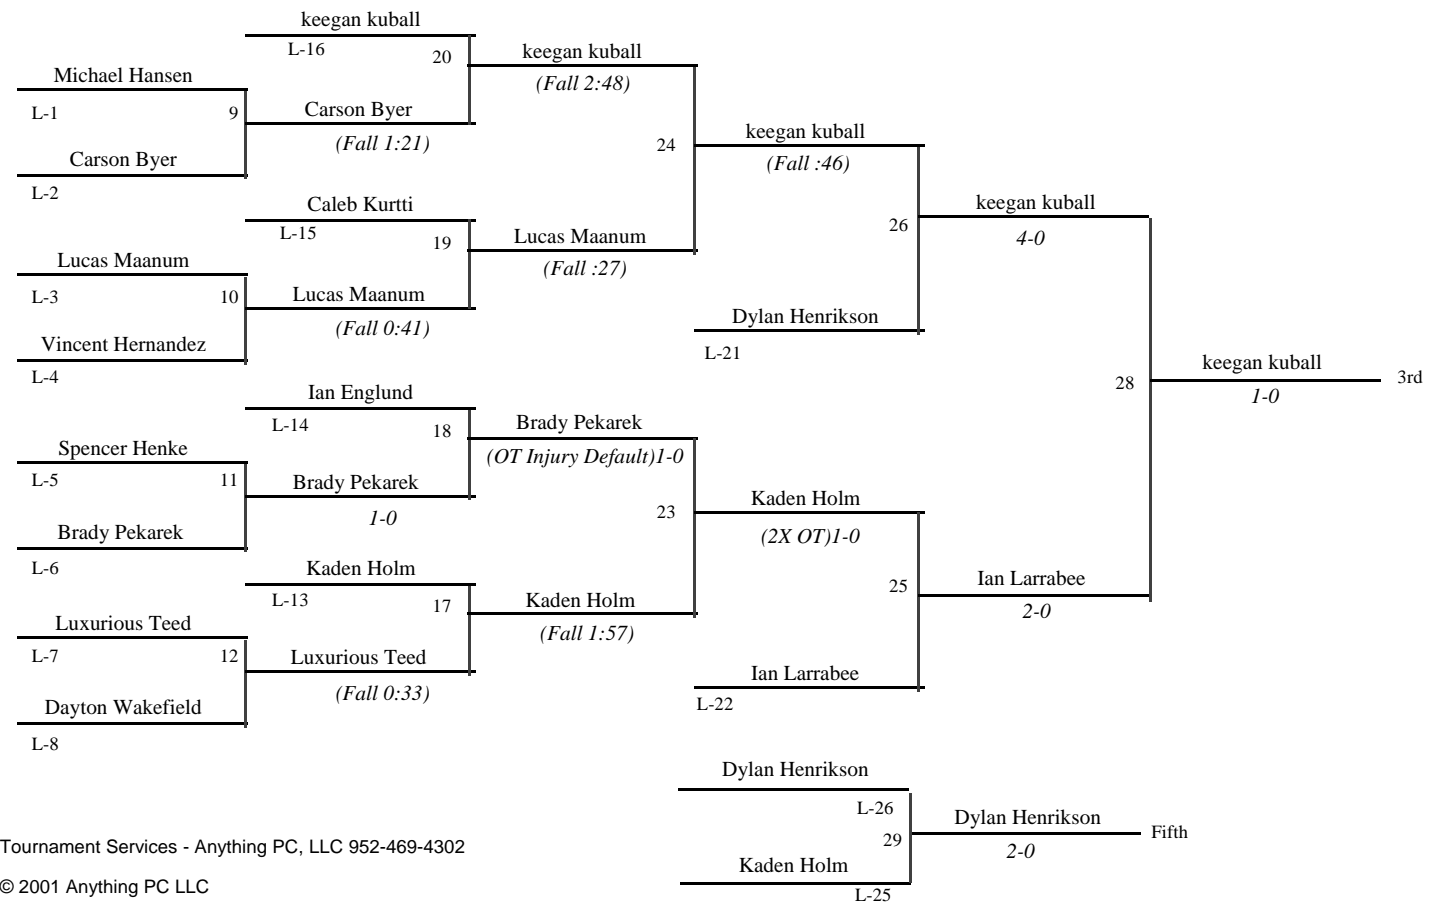 keegan kuball
L-16
20
keegan kuball
(Fall 2:48)
Michael Hansen
L-1
9
Carson Byer
(Fall 1:21)
24
keegan kuball
(Fall :46)
Carson Byer
L-2
Caleb Kurtti
L-15
19
Lucas Maanum
(Fall :27)
26
keegan kuball
4-0
Lucas Maanum
L-3
10
Lucas Maanum
(Fall 0:41)
Vincent Hernandez
L-4
Dylan Henrikson
L-21
28
keegan kuball
1-0
3rd
Ian Englund
L-14
18
Brady Pekarek
(OT Injury Default)1-0
Spencer Henke
L-5
11
Brady Pekarek
1-0
23
Kaden Holm
(2X OT)1-0
Brady Pekarek
L-6
Kaden Holm
L-13
17
Kaden Holm
(Fall 1:57)
25
Ian Larrabee
2-0
Luxurious Teed
L-7
12
Luxurious Teed
(Fall 0:33)
Ian Larrabee
L-22
Dayton Wakefield
L-8
Dylan Henrikson
L-26
29
Dylan Henrikson
2-0
Fifth
Kaden Holm
L-25
Tournament Services - Anything PC, LLC 952-469-4302
© 2001 Anything PC LLC